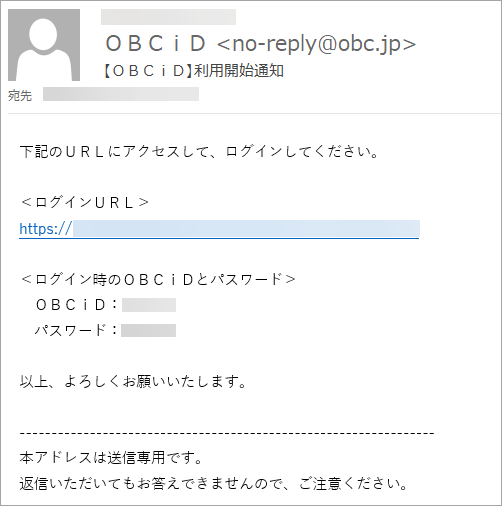 ＯＢＣｉＤ <no-reply@obc.jp>
【ＯＢＣｉＤ】利用開始通知
宛先
下記のＵＲＬにアクセスして、ログインしてください。
＜ログインＵＲＬ＞
https://
＜ログイン時のＯＢＣｉＤとパスワード＞
ＯＢＣｉＤ：
パスワード：
以上、よろしくお願いいたします。
-----------------------------------------------------------------
本アドレスは送信専用です。
返信いただいてもお答えできませんので、ご注意ください。